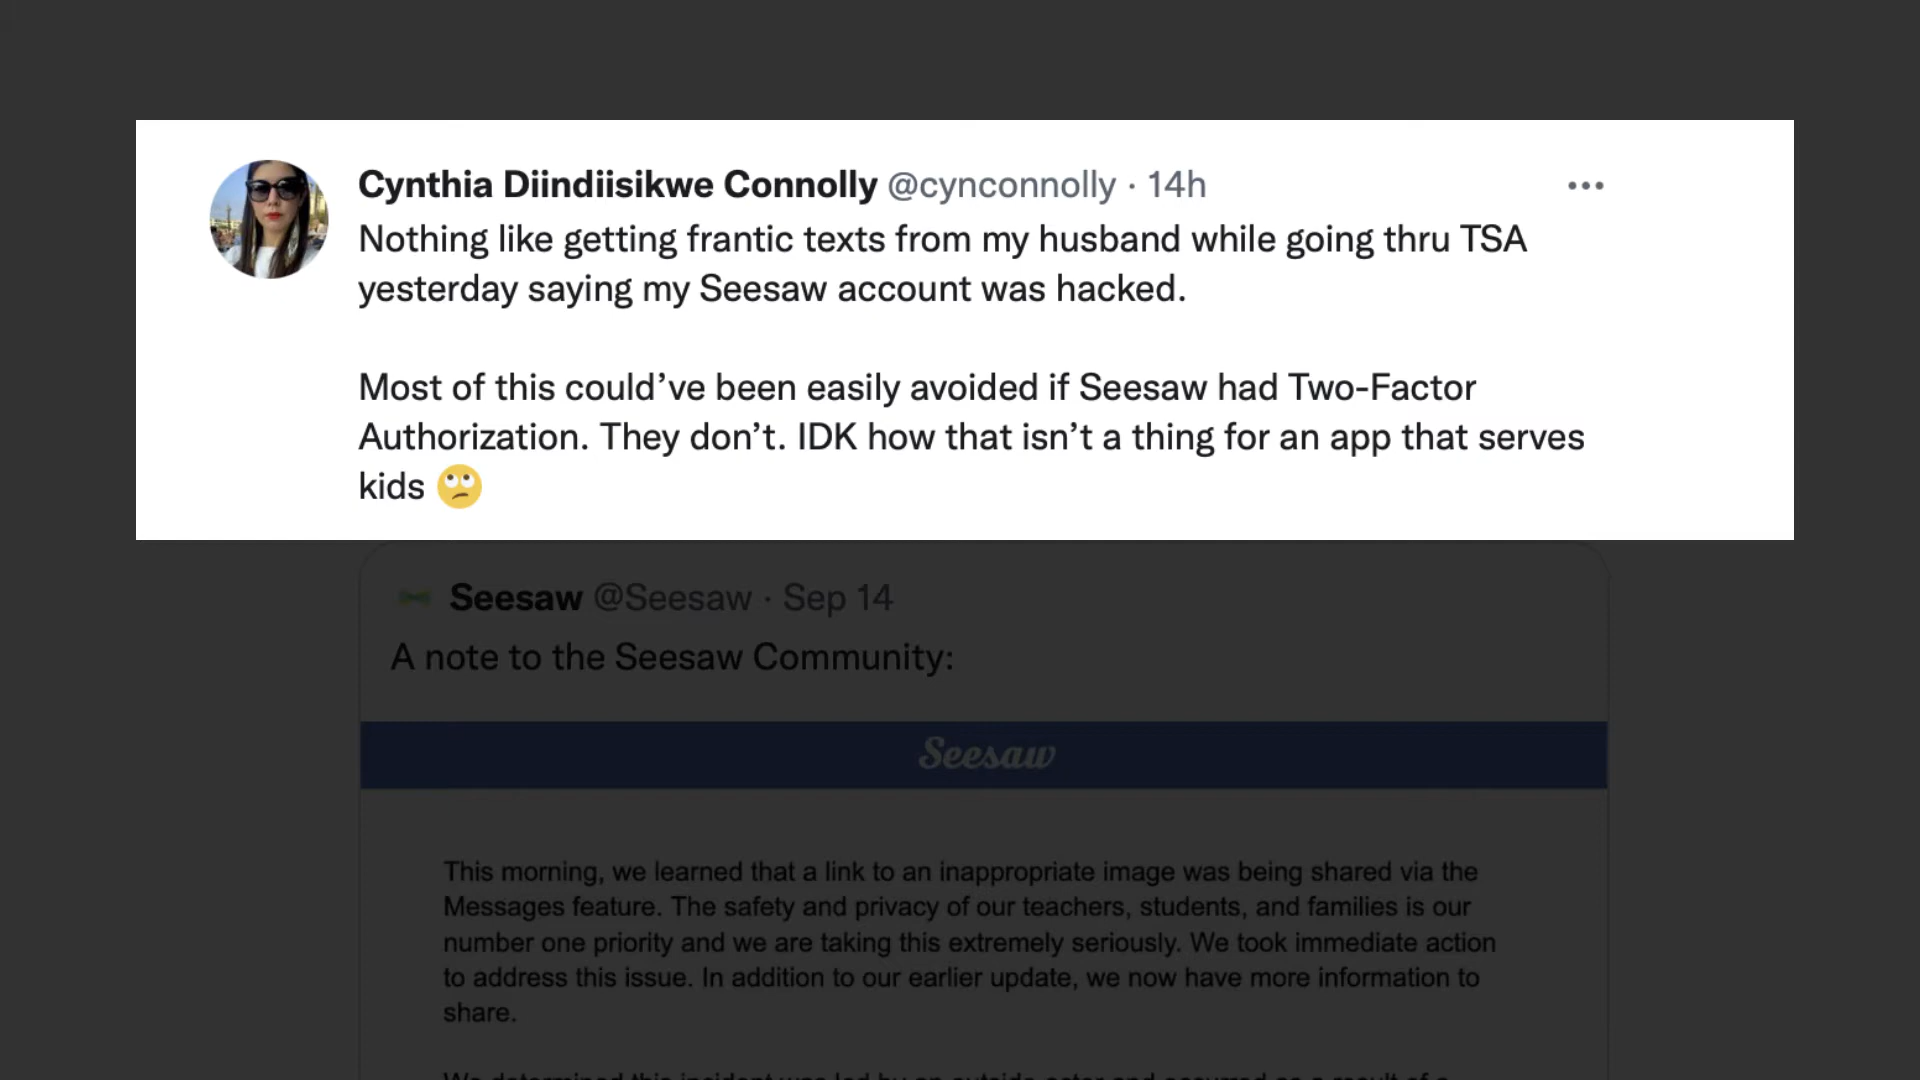 Cynthia Diindiisikwe Connolly @cynconnolly · 14h
Nothing like getting frantic texts from my husband while going thru TSA
yesterday saying my Seesaw account was hacked.
Most of this could’ve been easily avoided if Seesaw had Two-Factor
Authorization. They don’t. IDK how that isn’t a thing for an app that serves
kids 🙄
Seesaw @Seesaw · Sep 14
A note to the Seesaw Community:
Seesaw
This morning, we learned that a link to an inappropriate image was being shared via the
Messages feature. The safety and privacy of our teachers, students, and families is our
number one priority and we are taking this extremely seriously. We took immediate action
to address this issue. In addition to our earlier update, we now have more information to
share.